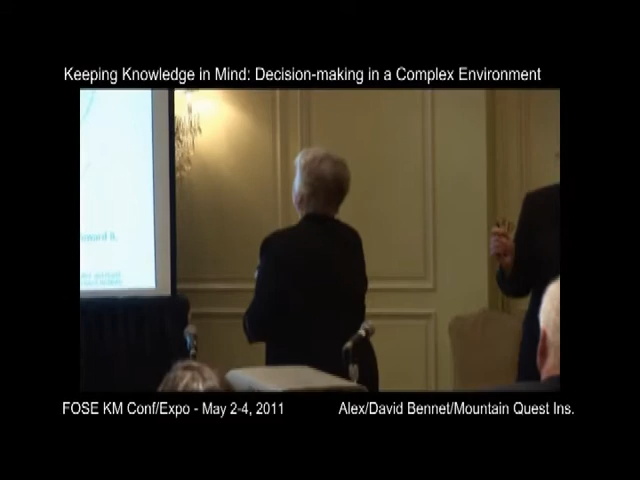 Keeping Knowledge in Mind: Decision-making in a Complex Environment
FOSE KM Conf/Expo - May 2-4, 2011
Alex/David Bennet/Mountain Quest Ins.